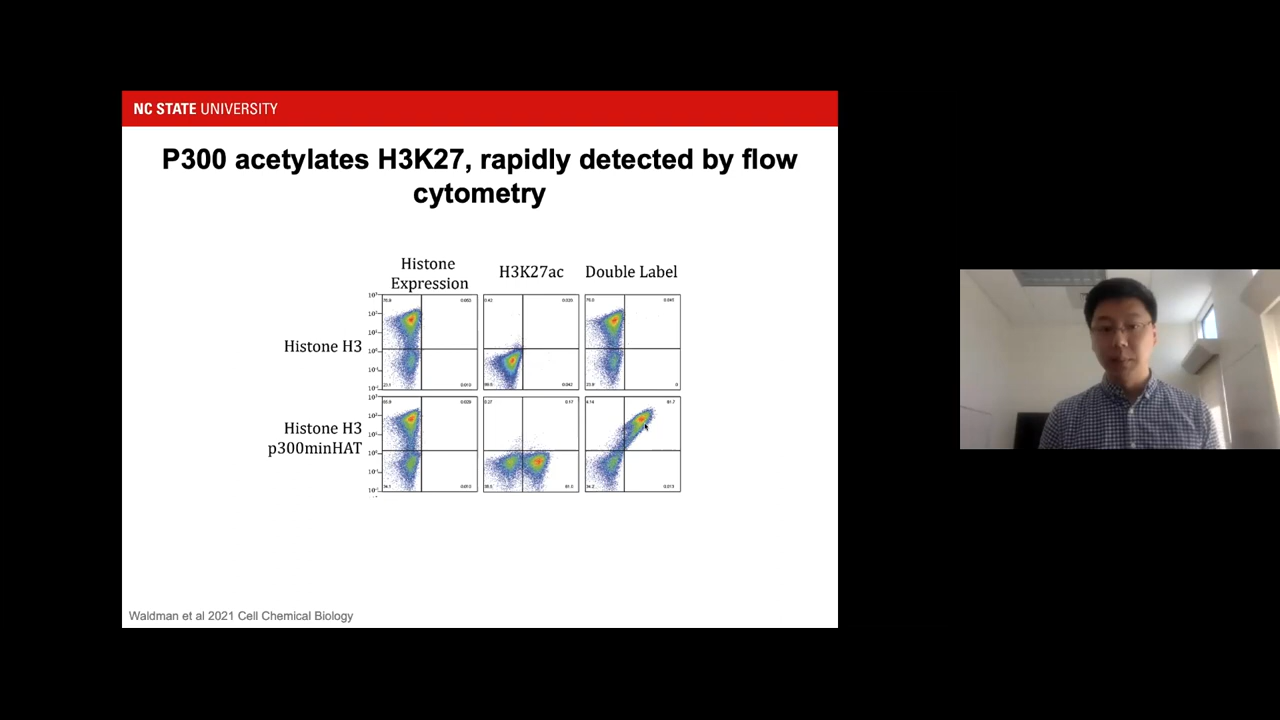 NC STATE UNIVERSITY
P300 acetylates H3K27, rapidly detected by flow
cytometry
Histone
Expression
H3K27ac
Double Label
Histone H3
Histone H3
p300minHAT
Waldman et al 2021 Cell Chemical Biology